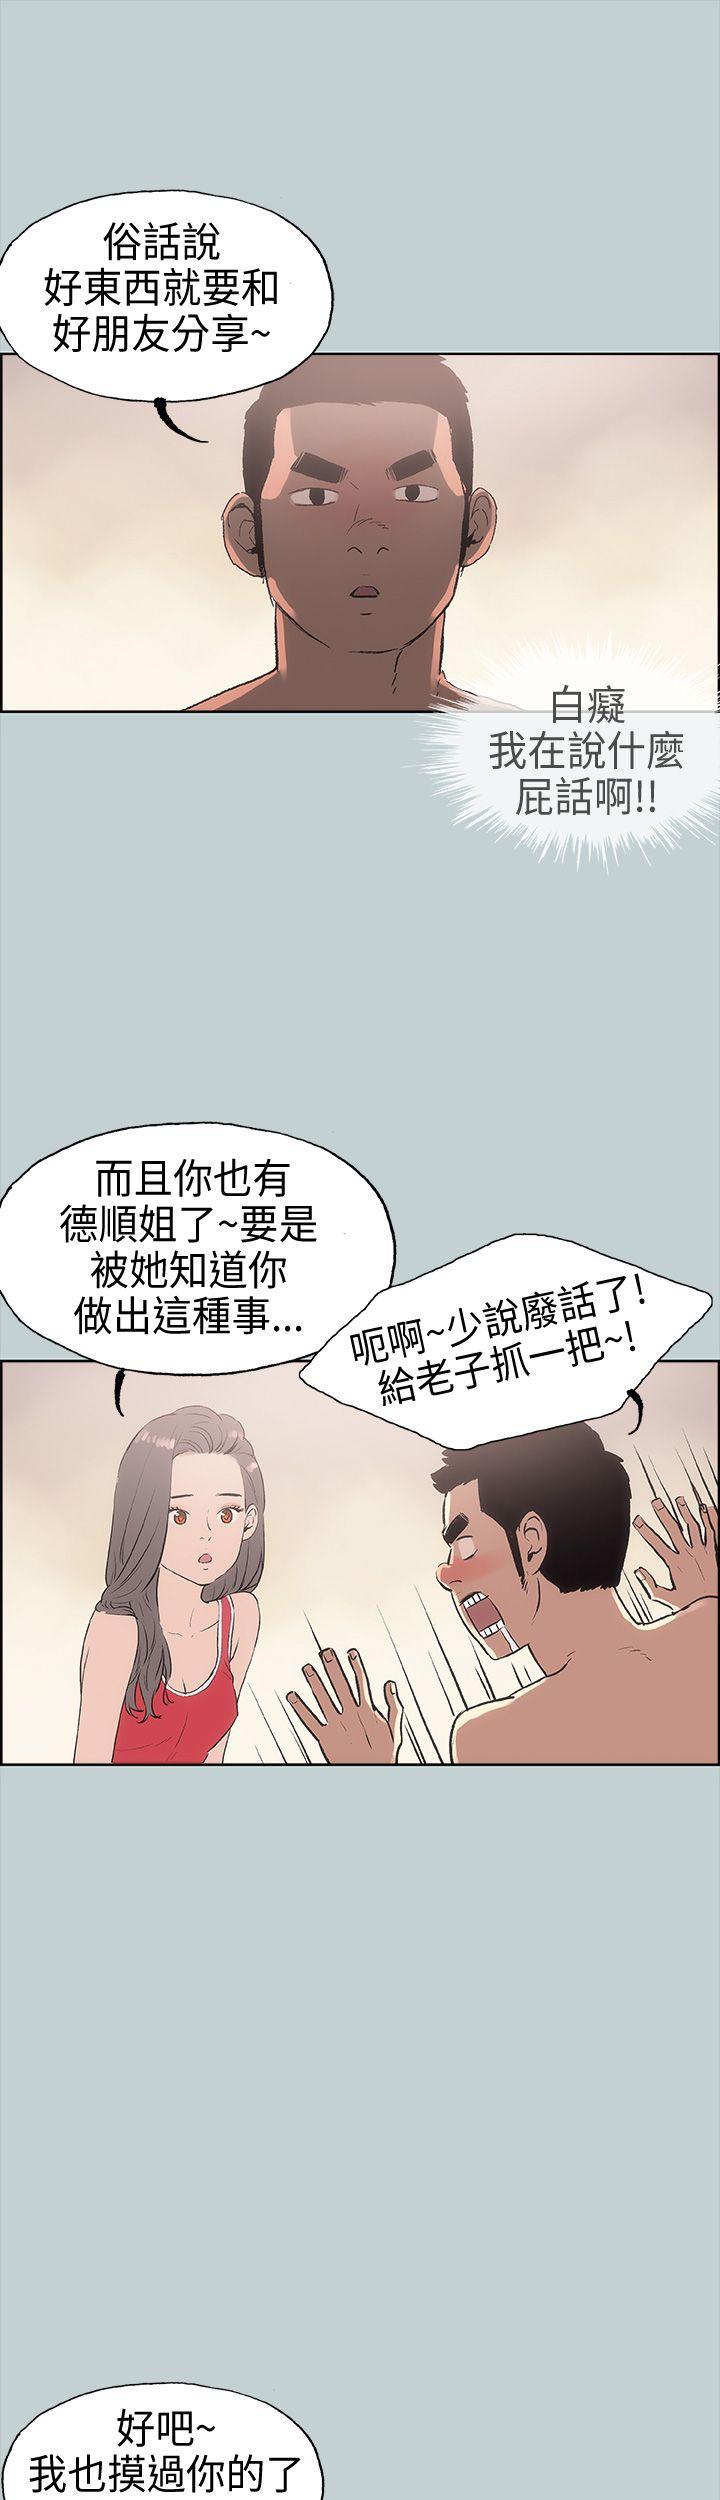 俗話說
好東西就要和
好朋友分享~
白癡
我在說什麼
屁話啊!!
而且你也有
德順姐了~要是
被她知道你
做出這種事...
呃啊~少說廢話了!
給老子抓一把~!
好吧~
我也摸過你的了